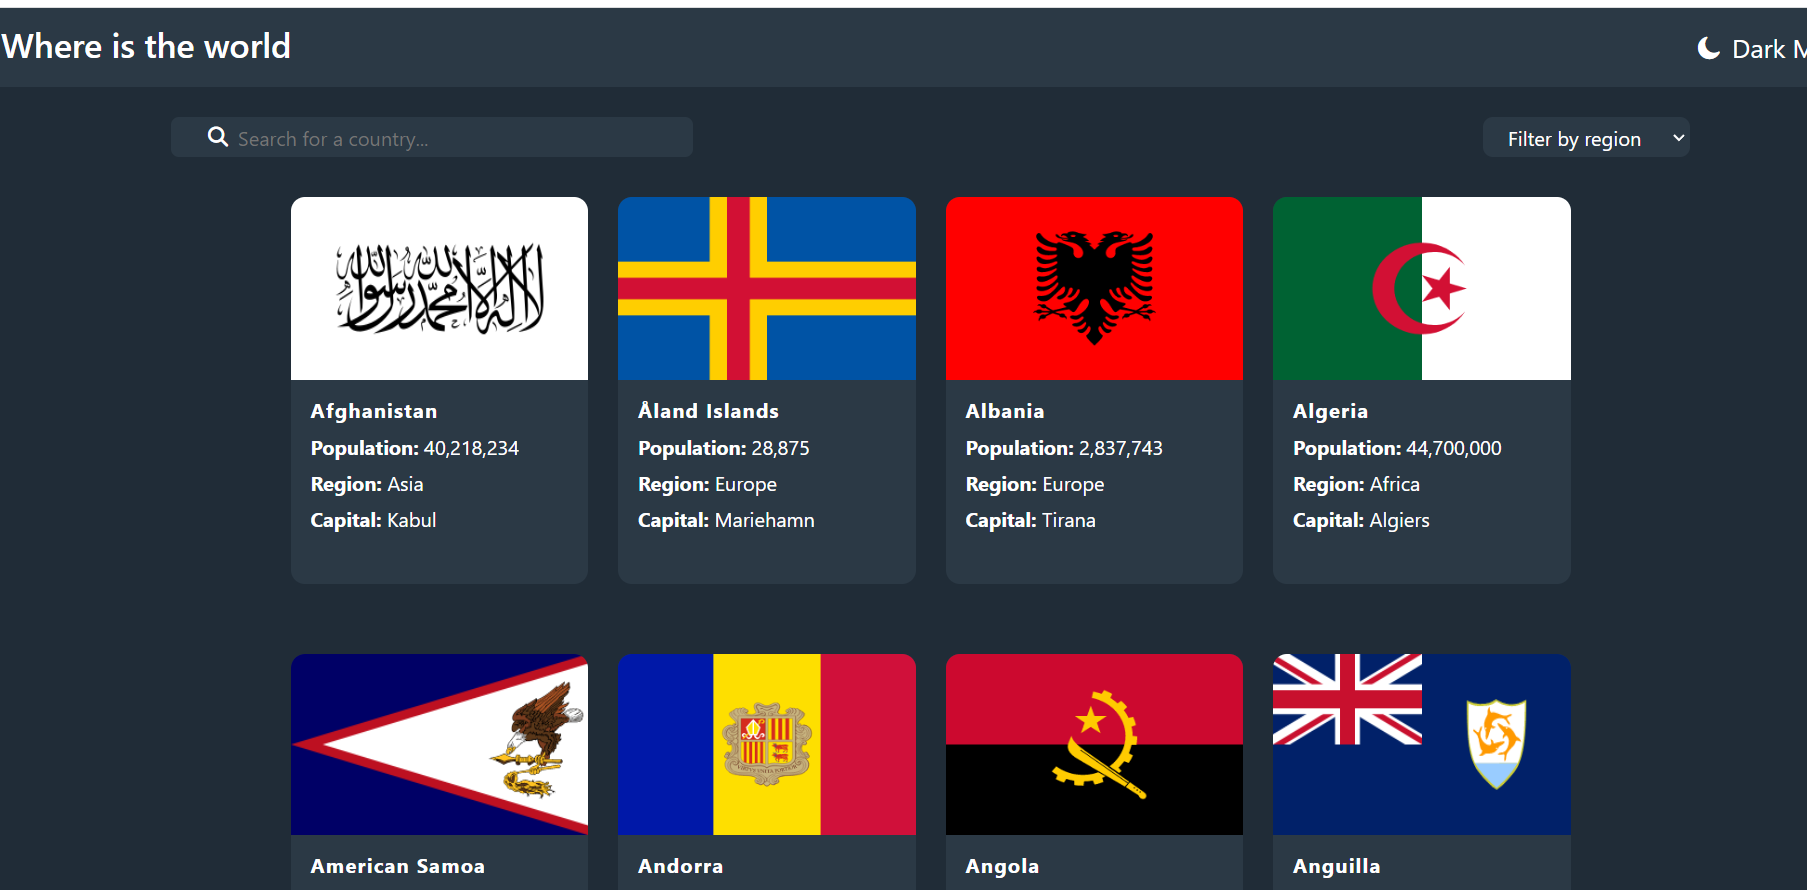 Where is the world
Dark M
Search for a country...
Filter by region
لا إله إلا الله محمد رسول الله
Afghanistan
Population: 40,218,234
Region: Asia
Capital: Kabul
Åland Islands
Population: 28,875
Region: Europe
Capital: Mariehamn
Albania
Population: 2,837,743
Region: Europe
Capital: Tirana
Algeria
Population: 44,700,000
Region: Africa
Capital: Algiers
American Samoa
Andorra
Angola
Anguilla